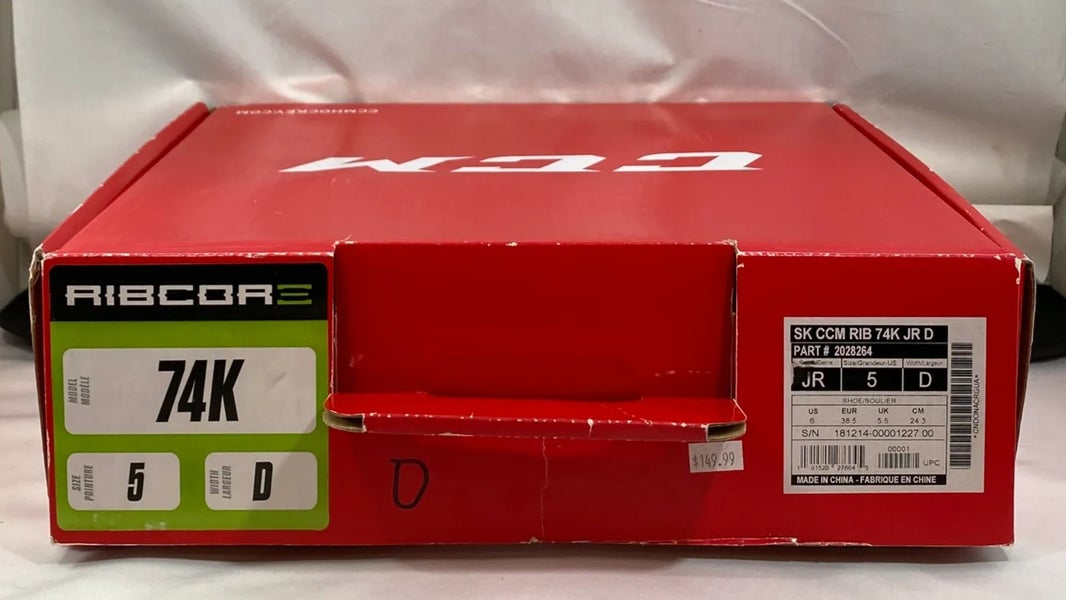 CCMHOCKEY.COM
CCM
RIBCORE
MODEL
MODÈLE
74K
SIZE
POINTURE
5
WIDTH
LARGEUR
D
D
$149.99
SK CCM RIB 74K JR D
PART # 2028264
Size/Grandeur-US
Width/Largeur
JR
5
D
SHOE/SOULIER
US EUR UK CM
6 38.5 5.5 24.3
S/N 181214-00001227.00
00001
UPC
MADE IN CHINA - FABRIQUE EN CHINE